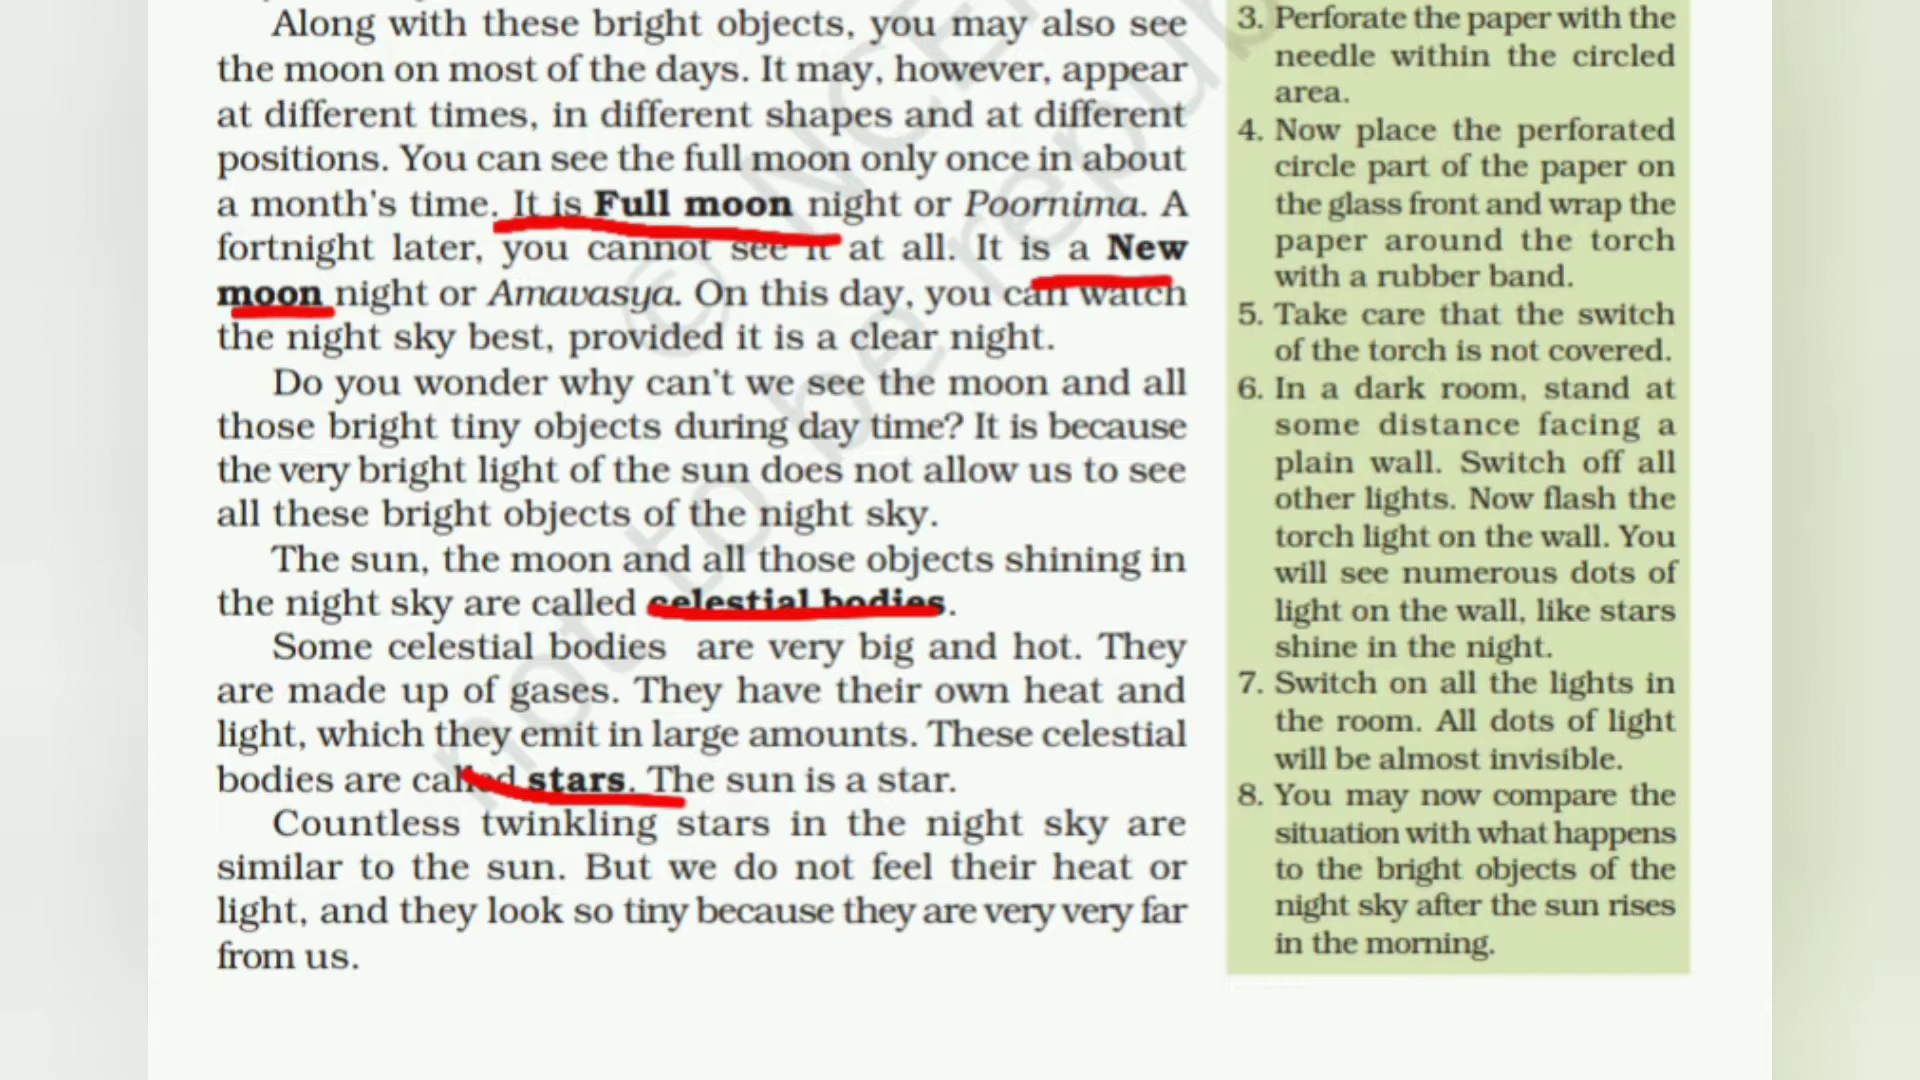 Along with these bright objects, you may also see
the moon on most of the days. It may, however, appear
at different times, in different shapes and at different
positions. You can see the full moon only once in about
a month's time. It is Full moon night or Poornima. A
fortnight later, you cannot see it at all. It is a New
moon night or Amavasya. On this day, you can watch
the night sky best, provided it is a clear night.
Do you wonder why can't we see the moon and all
those bright tiny objects during day time? It is because
the very bright light of the sun does not allow us to see
all these bright objects of the night sky.
The sun, the moon and all those objects shining in
the night sky are called celestial bodies.
Some celestial bodies are very big and hot. They
are made up of gases. They have their own heat and
light, which they emit in large amounts. These celestial
bodies are called stars. The sun is a star.
Countless twinkling stars in the night sky are
similar to the sun. But we do not feel their heat or
light, and they look so tiny because they are very very far
from us.
3. Perforate the paper with the
needle within the circled
area.
4. Now place the perforated
circle part of the paper on
the glass front and wrap the
paper around the torch
with a rubber band.
5. Take care that the switch
of the torch is not covered.
6. In a dark room, stand at
some distance facing a
plain wall. Switch off all
other lights. Now flash the
torch light on the wall. You
will see numerous dots of
light on the wall, like stars
shine in the night.
7. Switch on all the lights in
the room. All dots of light
will be almost invisible.
8. You may now compare the
situation with what happens
to the bright objects of the
night sky after the sun rises
in the morning.
© NCE
not to be repub